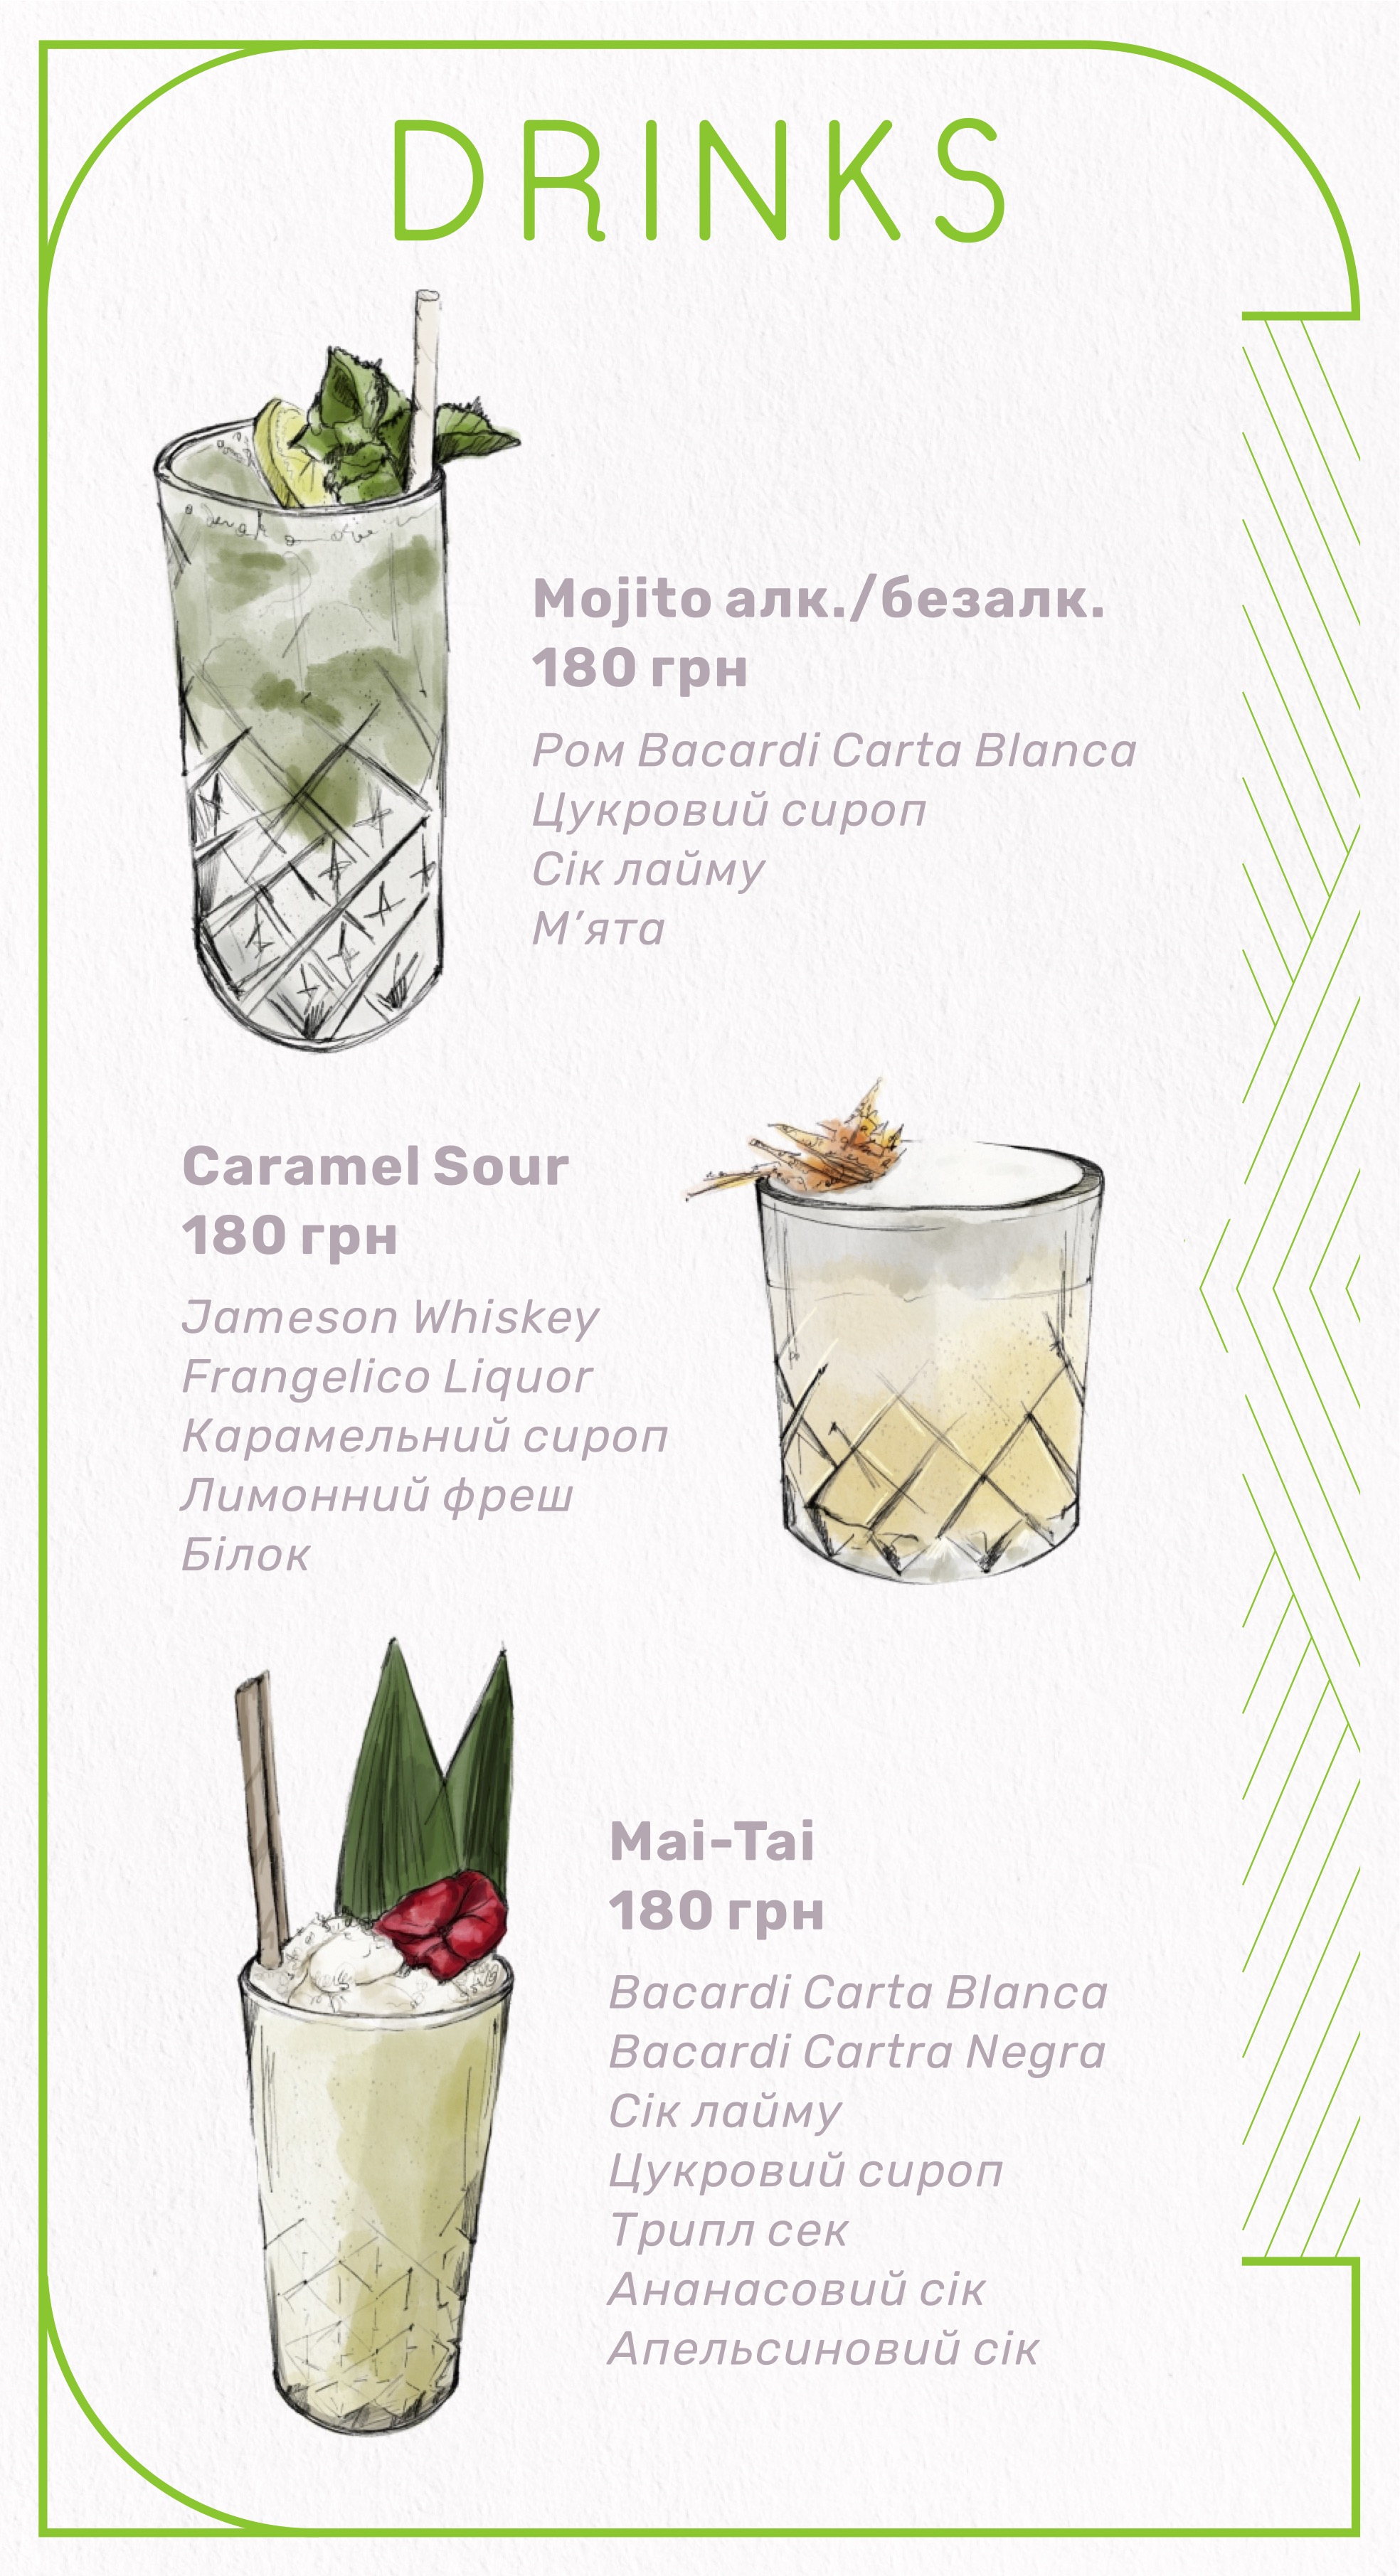 DRINKS
Mojito алк./безалк.
180 грн
Ром Bacardi Carta Blanca
Цукровий сироп
Сік лайму
М’ята
Caramel Sour
180 грн
Jameson Whiskey
Frangelico Liquor
Карамельний сироп
Лимонний фреш
Білок
Mai-Tai
180 грн
Bacardi Carta Blanca
Bacardi Cartra Negra
Сік лайму
Цукровий сироп
Трипл сек
Ананасовий сік
Апельсиновий сік